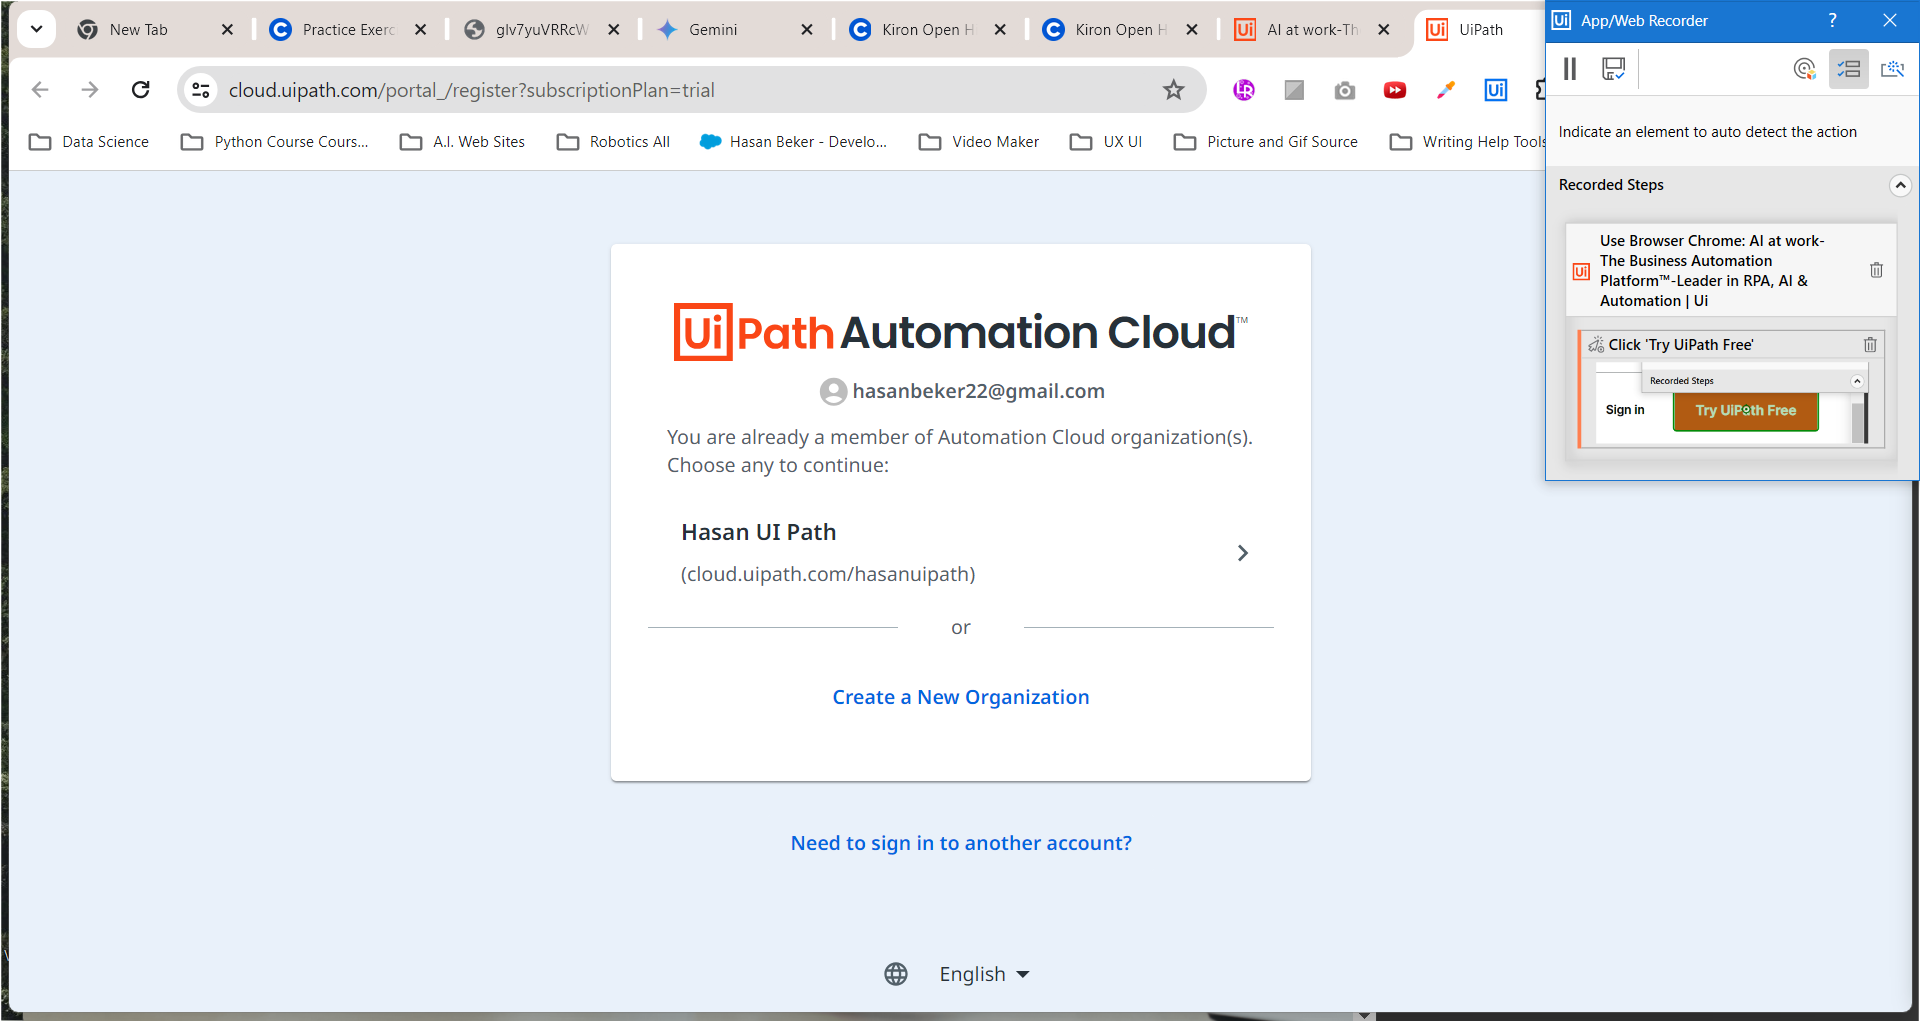 New Tab
Practice Exerc
glv7yuVRRcW
Gemini
Kiron Open H
Kiron Open H
AI at work-Th
Ui
UiPath
Ui App/Web Recorder ?
cloud.uipath.com/portal_/register?subscriptionPlan=trial
Ui
Indicate an element to auto detect the action
Data Science
Python Course Cours...
A.I. Web Sites
Robotics All
Hasan Beker - Develo...
Video Maker
UX UI
Picture and Gif Source
Writing Help Tools
Recorded Steps
Use Browser Chrome: AI at work-
The Business Automation
Platform™-Leader in RPA, AI &
Automation | Ui
Click 'Try UiPath Free'
Recorded Steps
Sign in
Try UiPath Free
UiPath Automation Cloud™
hasanbeker22@gmail.com
You are already a member of Automation Cloud organization(s).
Choose any to continue:
Hasan UI Path
(cloud.uipath.com/hasanuipath)
or
Create a New Organization
Need to sign in to another account?
English